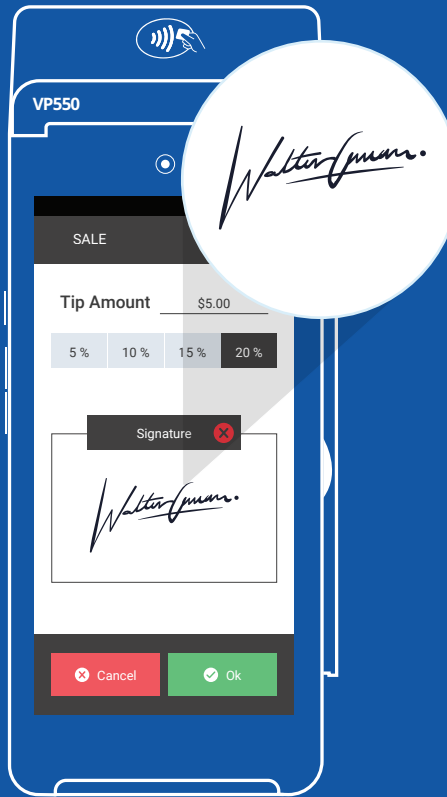 VP550
SALE
Tip Amount $5.00
5 % 10 % 15 % 20 %
Signature
Cancel Ok